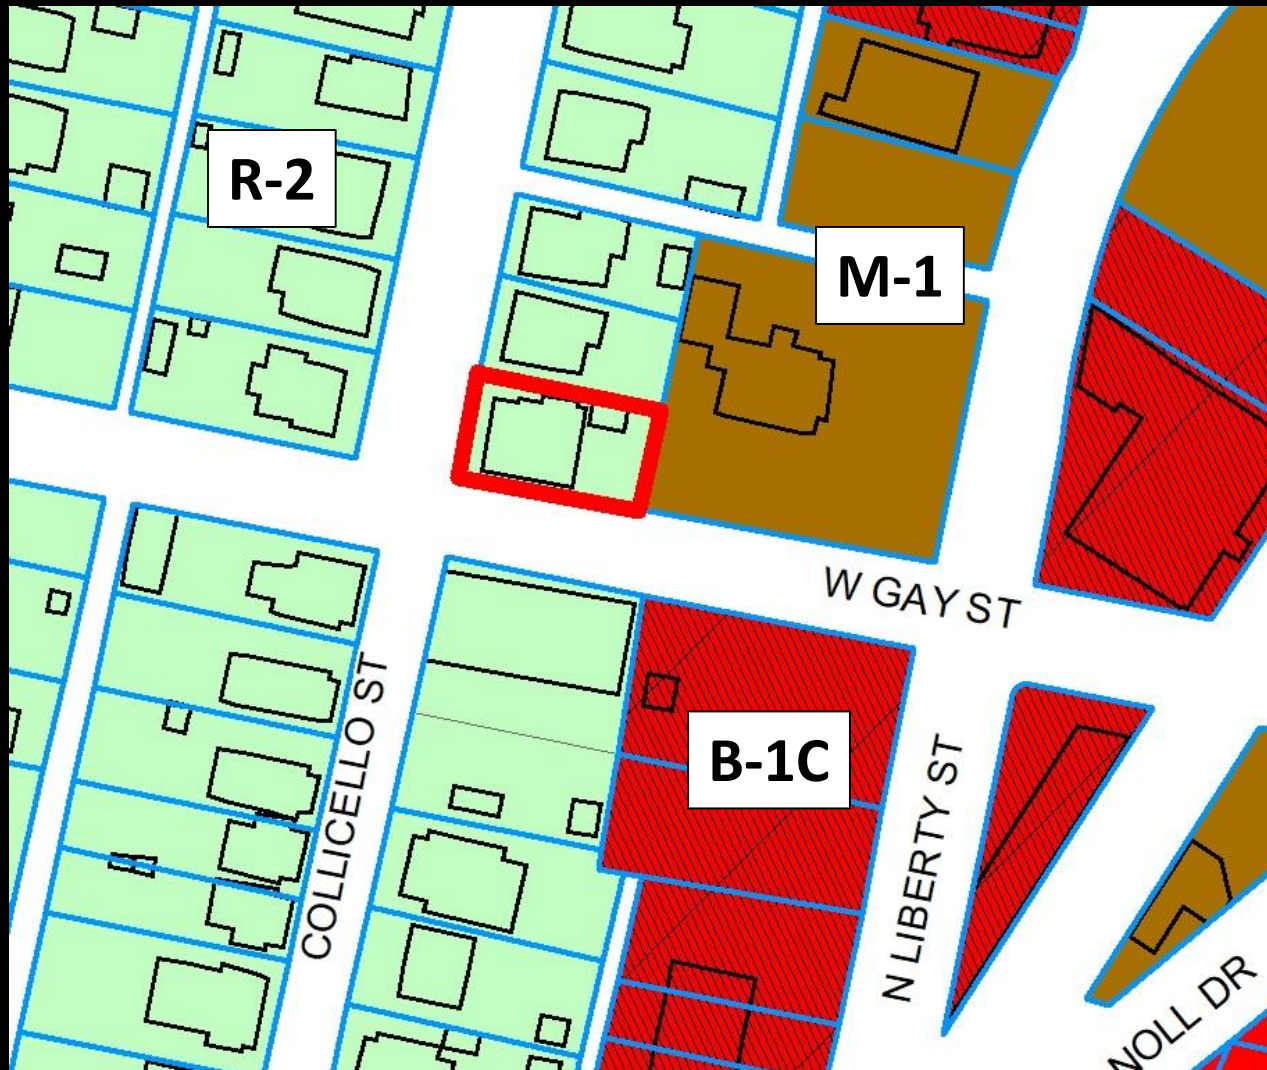 R-2
M-1
W GAY ST
COLLICELLO ST
B-1C
N LIBERTY ST
NOLL DR